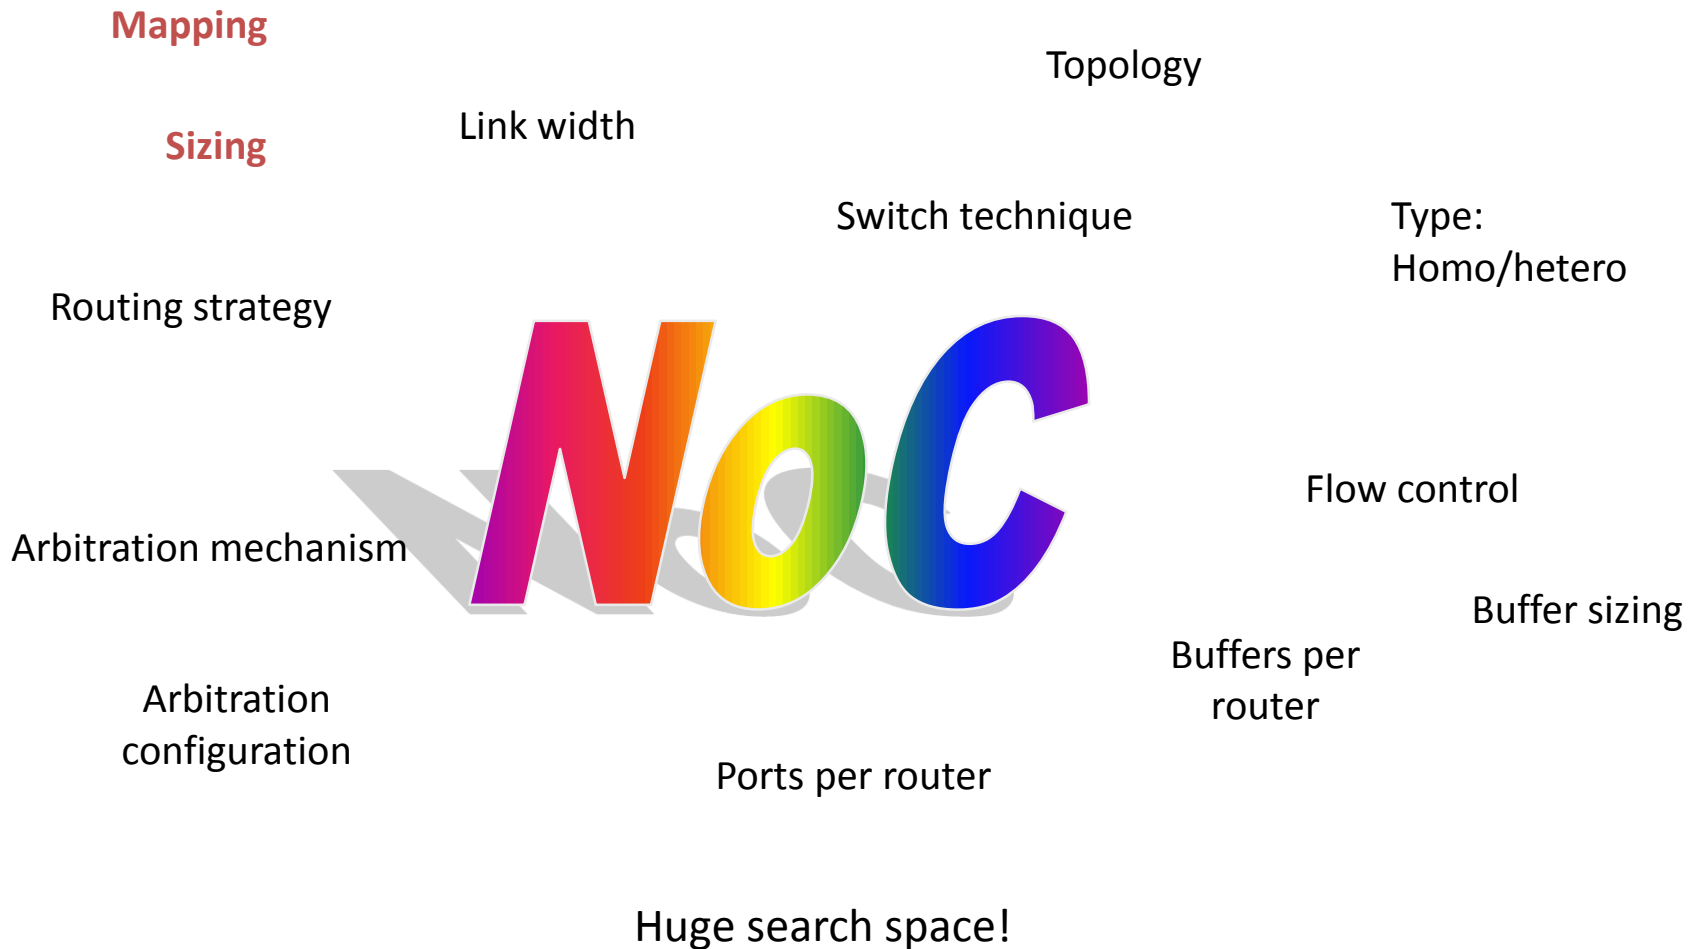 Mapping
Topology
Link width
Sizing
Switch technique
Type:
Homo/hetero
Routing strategy
NoC
Flow control
Arbitration mechanism
Buffer sizing
Buffers per
router
Arbitration
configuration
Ports per router
Huge search space!